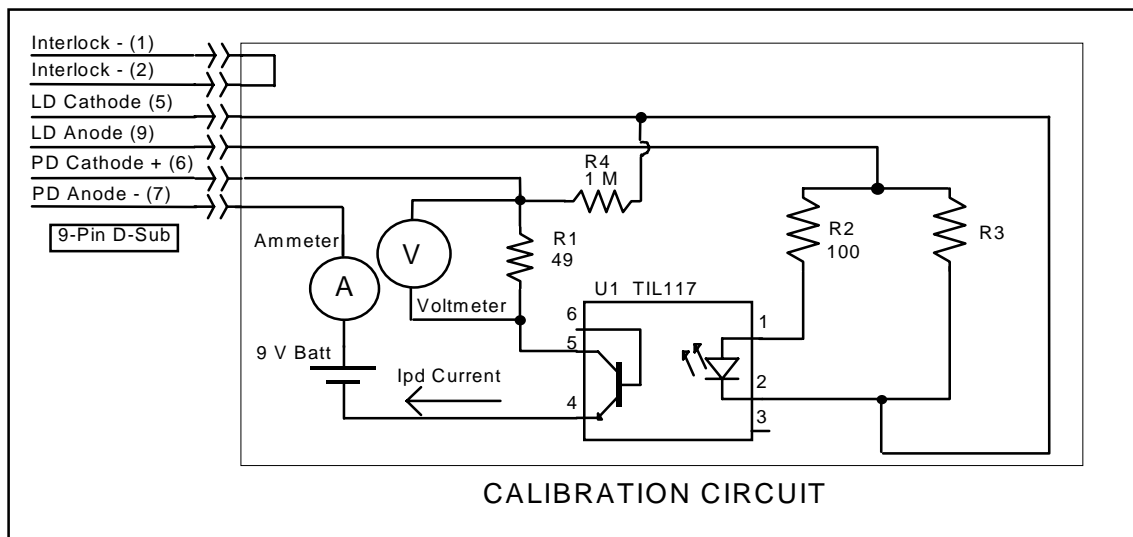 Interlock - (1)
Interlock - (2)
LD Cathode (5)
LD Anode (9)
PD Cathode + (6)
PD Anode - (7)
9-Pin D-Sub
R4
1 M
Ammeter
A
V
R1
49
Voltmeter
R2
100
R3
U1 TIL117
6
5
4
1
2
3
9 V Batt
Ipd Current
CALIBRATION CIRCUIT